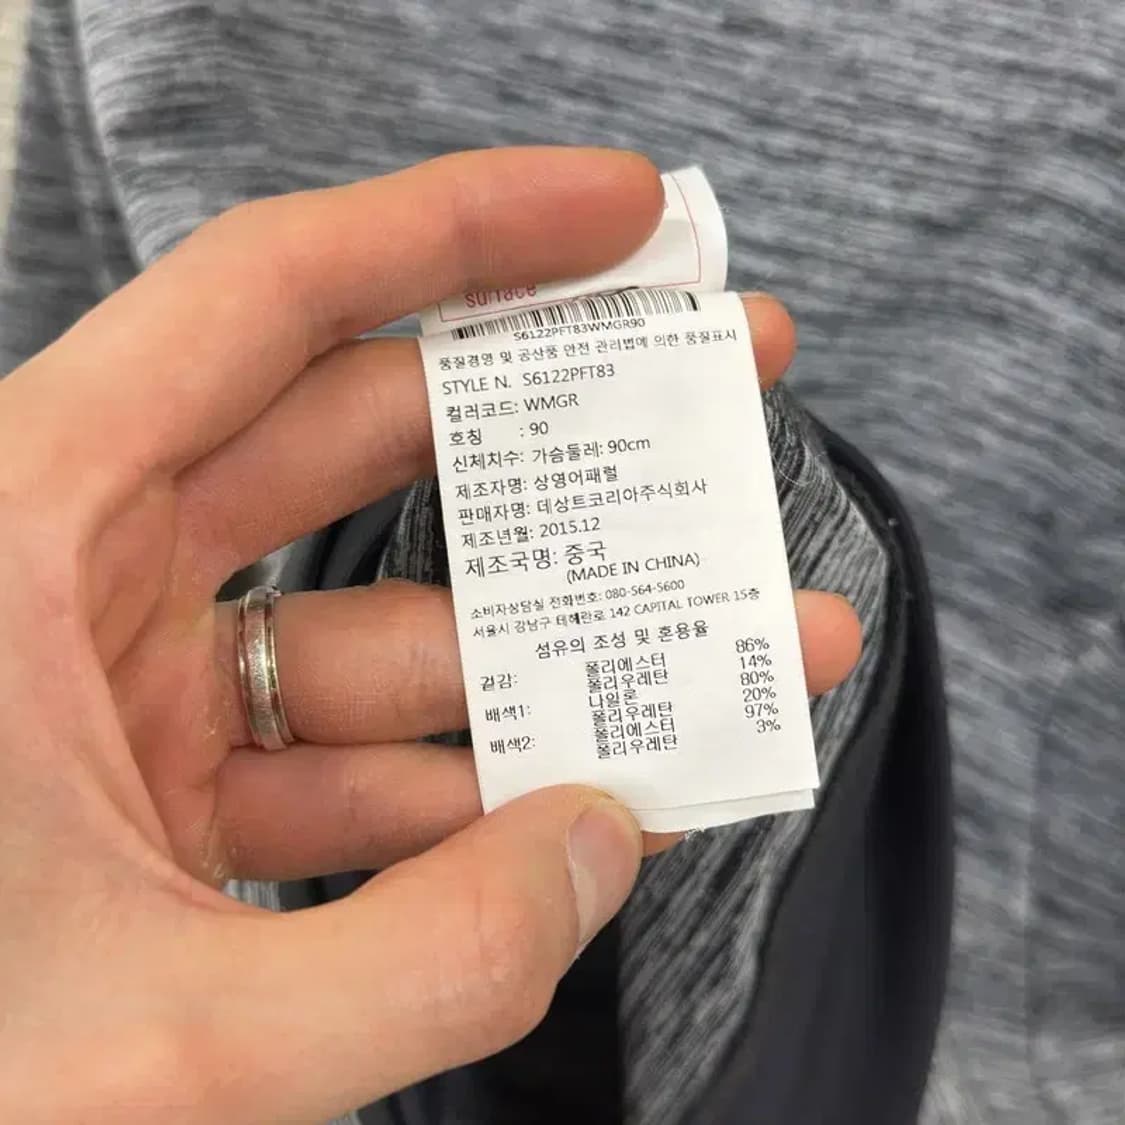 surface
S6122PFT83WMGR90
품질경영 및 공산품 안전 관리법에 의한 품질표시
STYLE N. S6122PFT83
컬러코드: WMGR
호칭 : 90
신체치수: 가슴둘레: 90cm
제조자명: 상영어패럴
판매자명: 데상트코리아주식회사
제조년월: 2015.12
제조국명: 중국
(MADE IN CHINA)
소비자상담실 전화번호: 080-564-5600
서울시 강남구 테헤란로 142 CAPITAL TOWER 15층
섬유의 조성 및 혼용율
겉감: 폴리에스터 86%
폴리우레탄 14%
배색1: 나일론 80%
폴리우레탄 20%
배색2: 폴리에스터 97%
폴리우레탄 3%